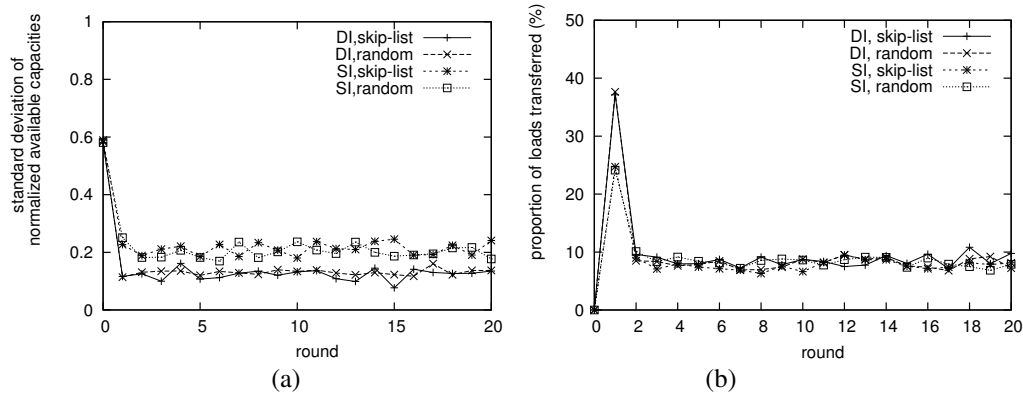 standard deviation of
normalized available capacities
1
0.8
0.6
0.4
0.2
0
DI,skip-list
DI,random
SI,skip-list
SI,random
0 5 10 15 20
round
(a)
proportion of loads transferred (%)
50
40
30
20
10
0
DI, skip-list
DI, random
SI, skip-list
SI, random
0 2 4 6 8 10 12 14 16 18 20
round
(b)